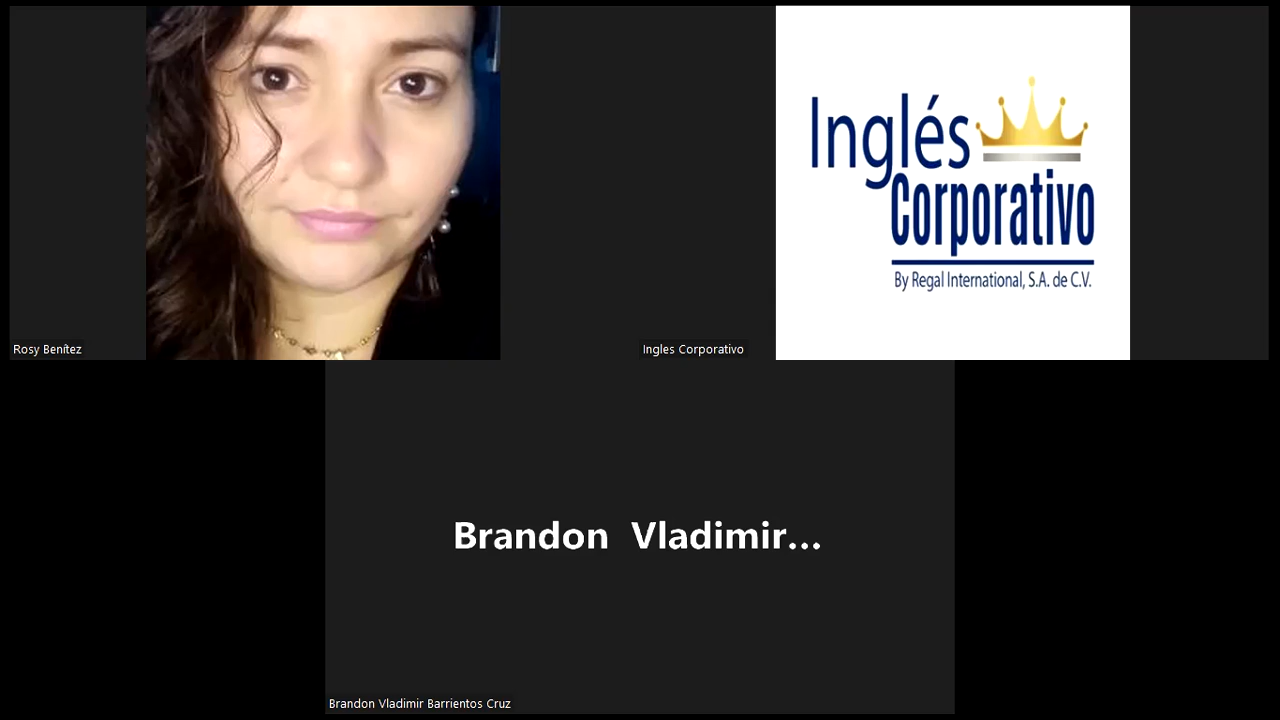 Inglés
Corporativo
By Regal International, S.A. de C.V.
Rosy Benítez
Ingles Corporativo
Brandon Vladimir...
Brandon Vladimir Barrientos Cruz